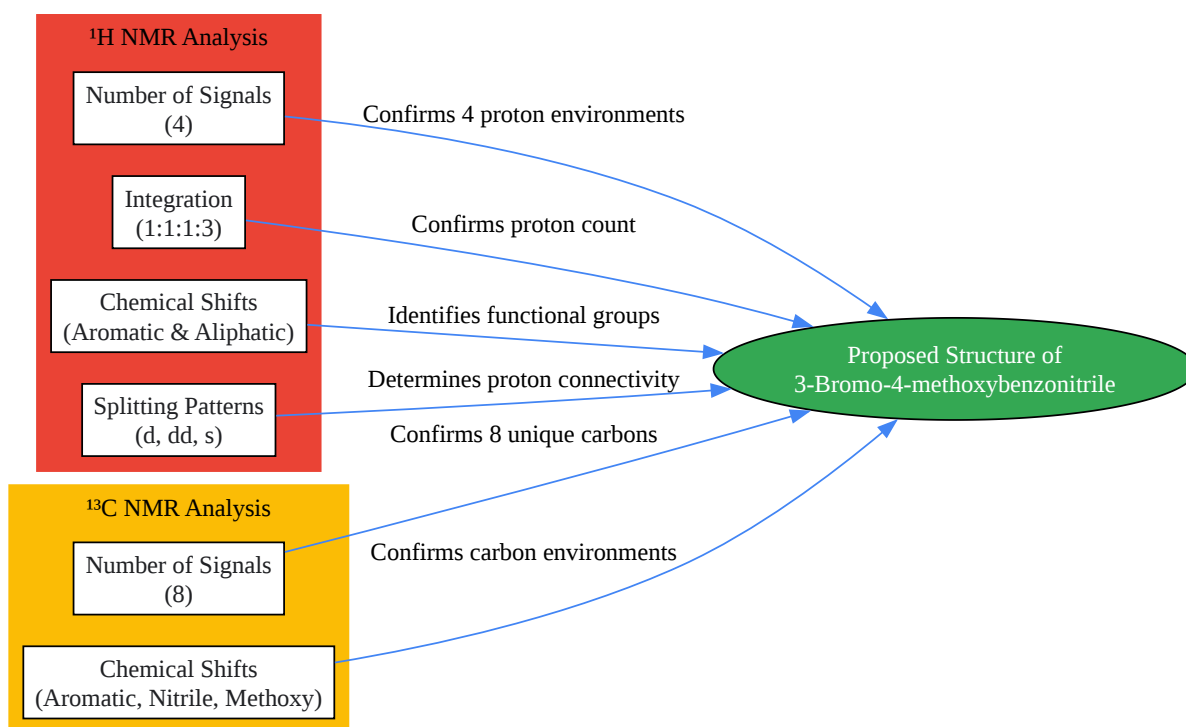 ¹H NMR Analysis
Number of Signals
(4)
Confirms 4 proton environments
Integration
(1:1:1:3)
Confirms proton count
Chemical Shifts
(Aromatic & Aliphatic)
Identifies functional groups
Splitting Patterns
(d, dd, s)
Determines proton connectivity
Proposed Structure of
3-Bromo-4-methoxybenzonitrile
Confirms 8 unique carbons
¹³C NMR Analysis
Number of Signals
(8)
Confirms carbon environments
Chemical Shifts
(Aromatic, Nitrile, Methoxy)